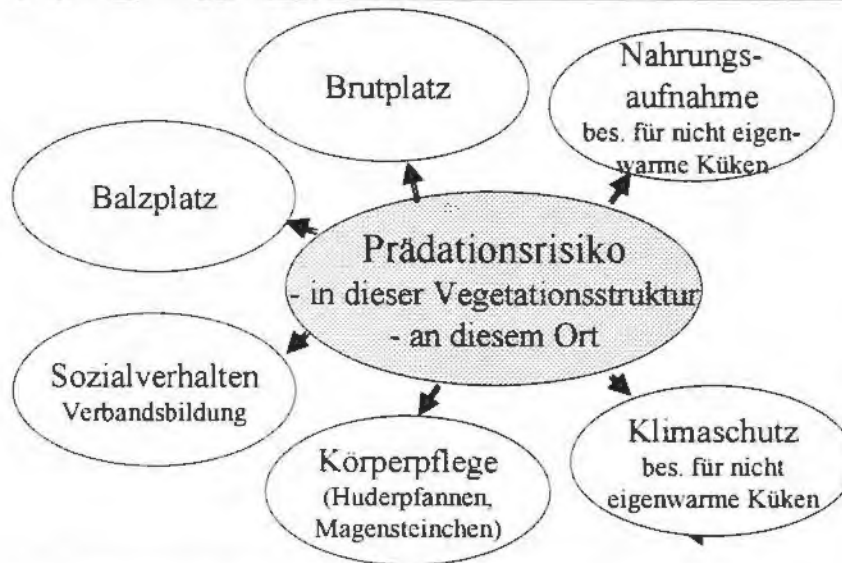 Brutplatz
Nahrungs-
aufnahme
bes. für nicht eigen-
warme Küken
Balzplatz
Prädationsrisiko
- in dieser Vegetationsstruktur
- an diesem Ort
Sozialverhalten
Verbandsbildung
Körperpflege
(Huderpfannen,
Magensteinchen)
Klimaschutz
bes. für nicht
eigenwarme Küken